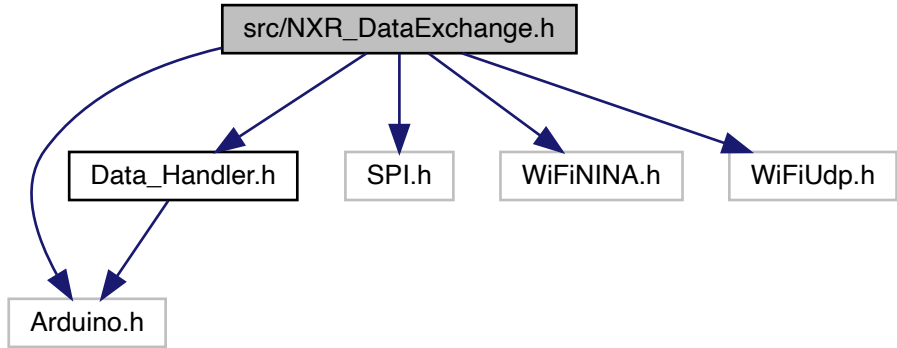 src/NXR_DataExchange.h
Data_Handler.h
SPI.h
WiFiNINA.h
WiFiUdp.h
Arduino.h